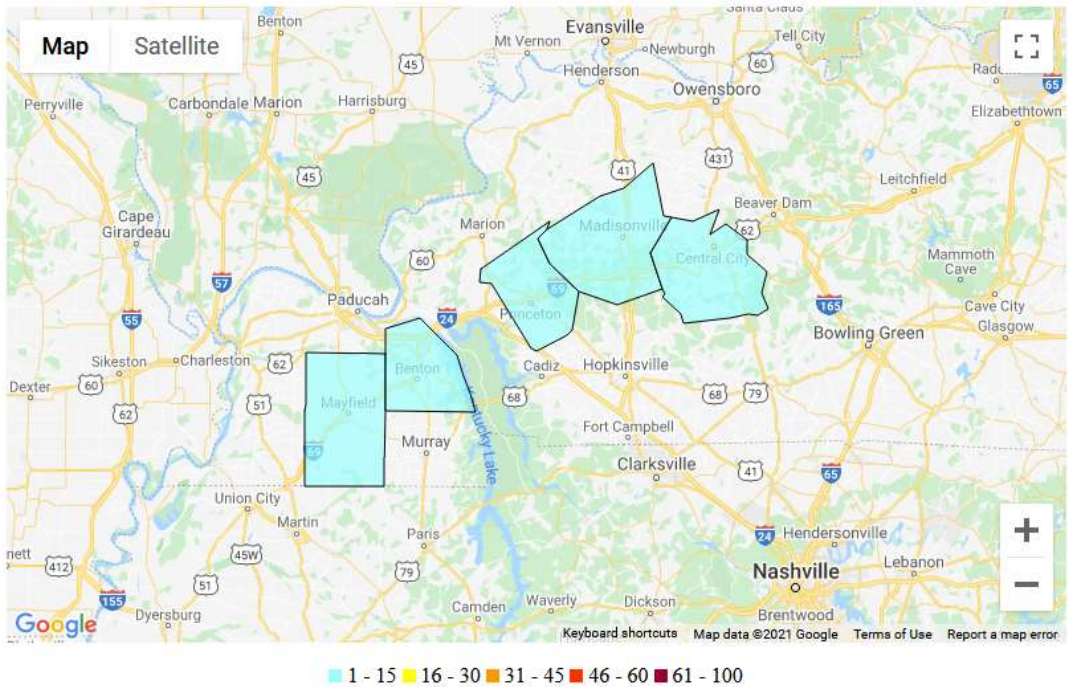 Map Satellite
Benton
Evansville
Santa Claus
Tell City
Mt Vernon
Newburgh
45
60
Henderson
Owensboro
65
Perryville
Carbondale Marion
Harrisburg
Elizabethtown
431
45
41
Leitchfield
Cape
Girardeau
Marion
Madisonville
Beaver Dam
62
60
Central City
Mammoth
Cave
57
69
Paducah
24
Princeton
165
Cave City
55
Bowling Green
Glasgow
Sikeston
Charleston
62
Benton
Cadiz
Hopkinsville
Dexter
60
51
68
68
79
62
Mayfield
Kentucky Lake
Murray
Fort Campbell
69
Clarksville
41
65
Union City
Martin
Paris
24
Hendersonville
45W
412
79
Lebanon
51
Nashville
155
Dyersburg
Camden
Waverly
Dickson
Brentwood
Google
Keyboard shortcuts Map data ©2021 Google Terms of Use Report a map error
1 - 15 16 - 30 31 - 45 46 - 60 61 - 100